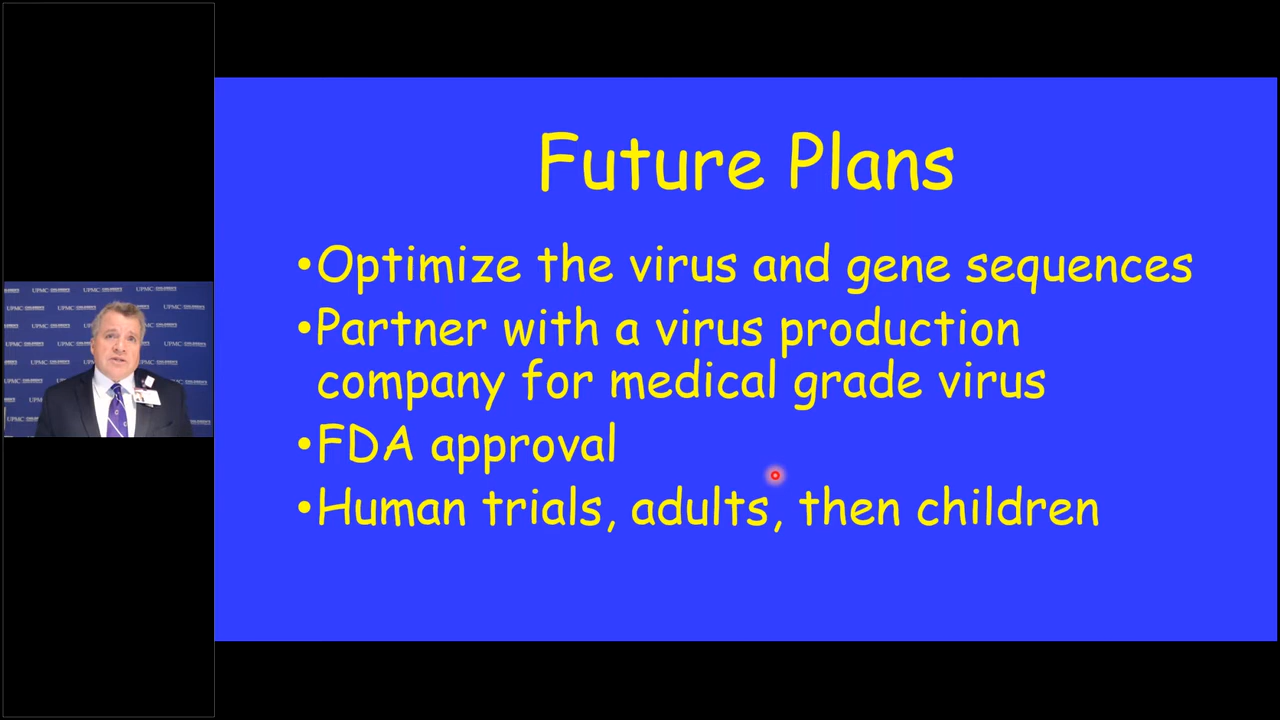 Future Plans
•Optimize the virus and gene sequences
•Partner with a virus production
company for medical grade virus
•FDA approval
•Human trials, adults, then children
UPMC